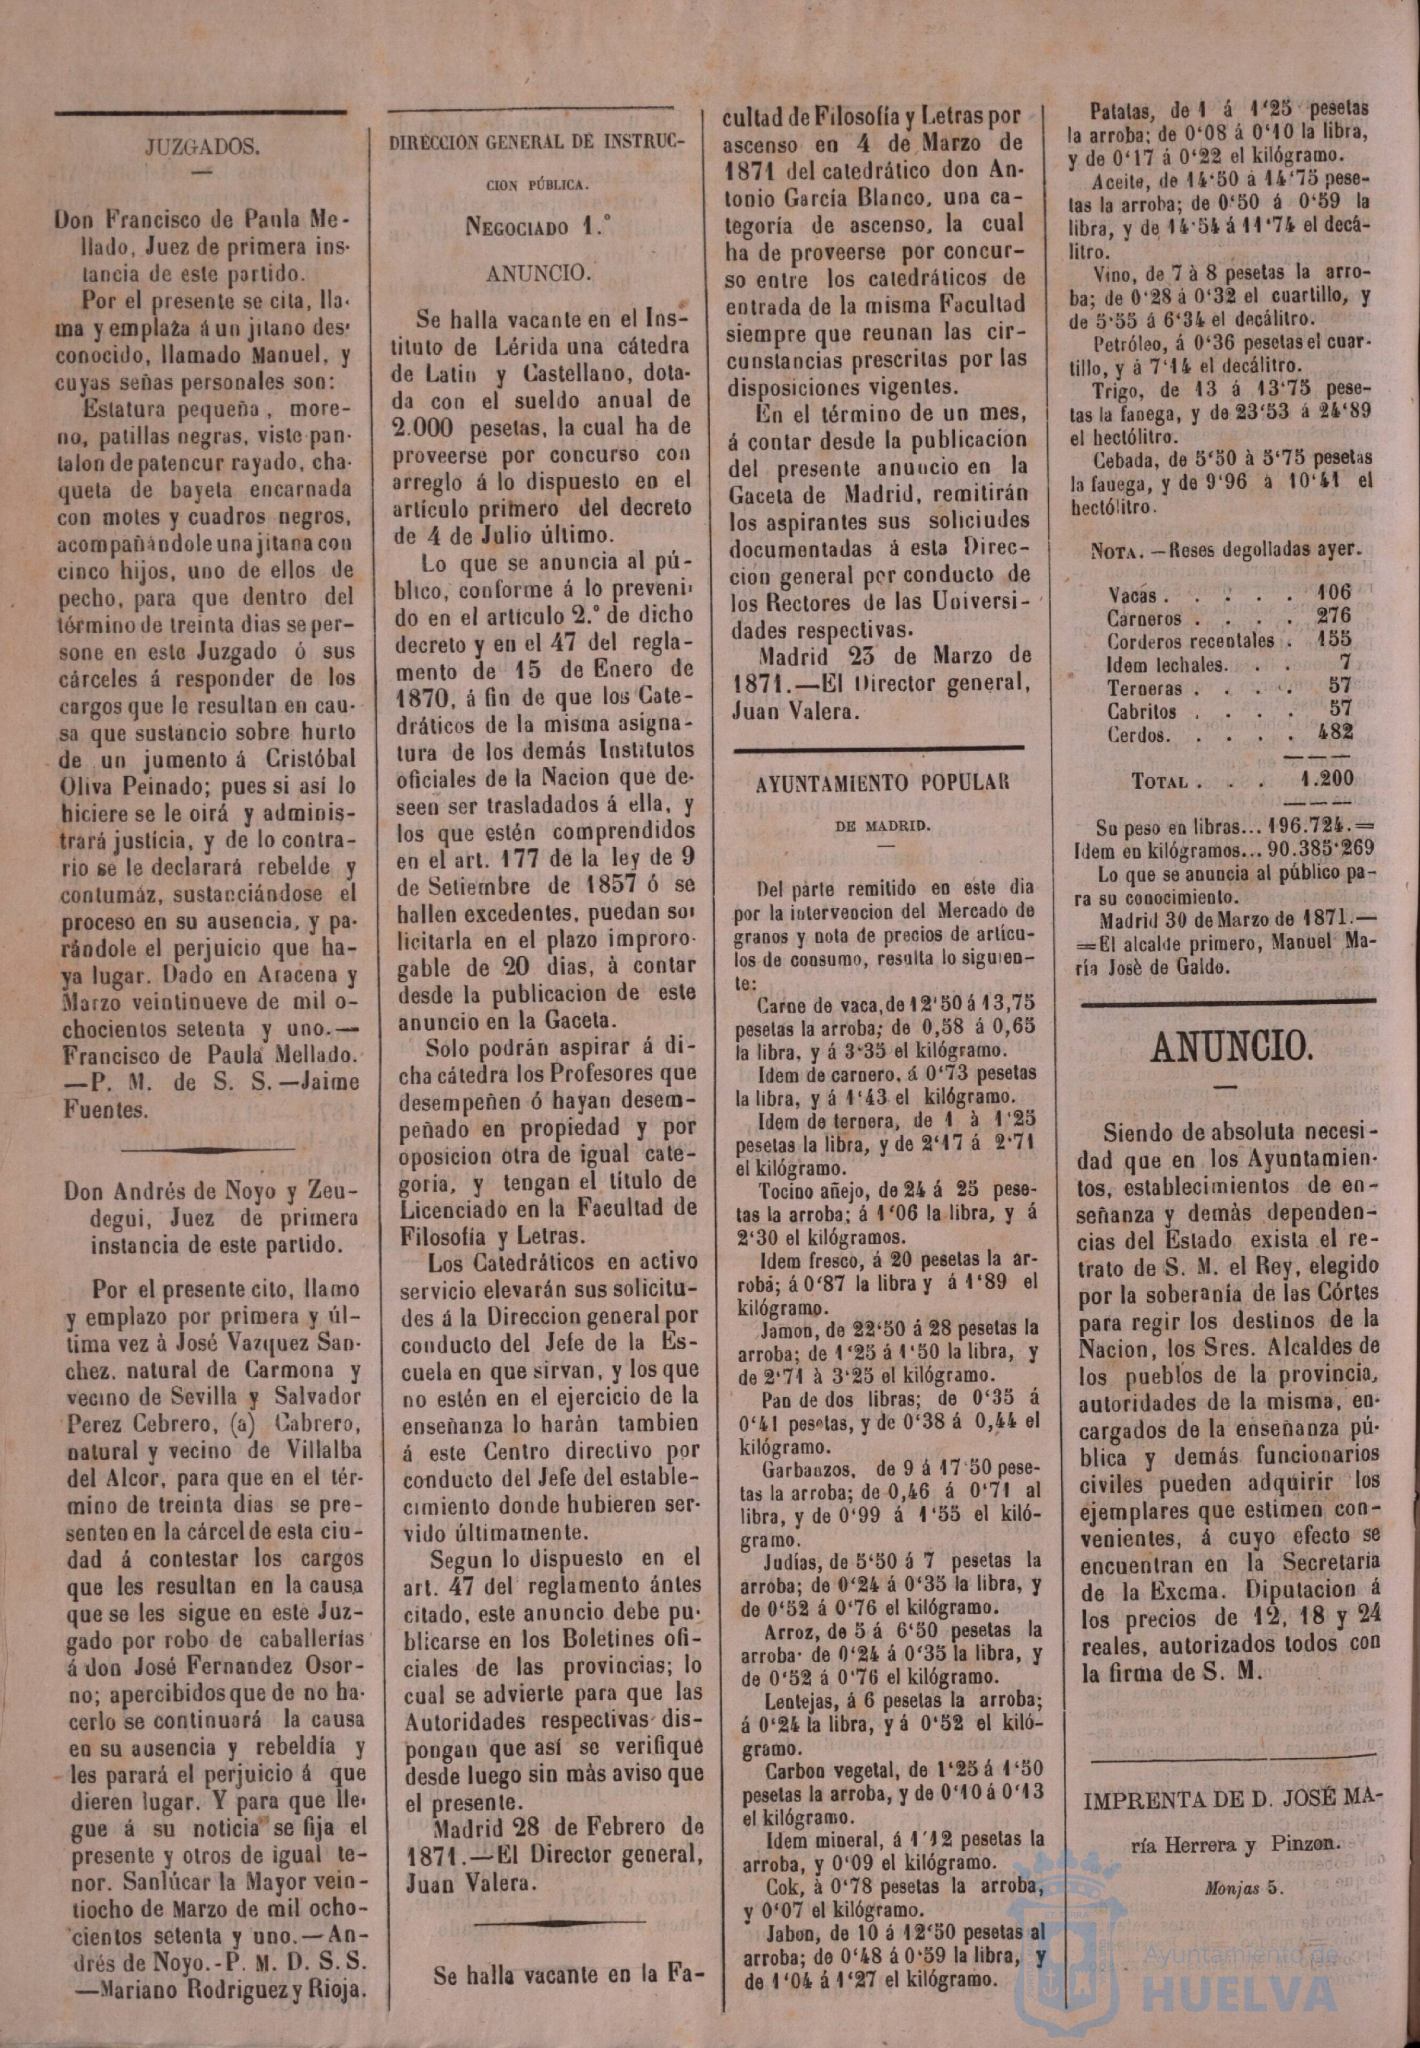 JUZGADOS.
Don Francisco de Paula Me-
llado, Juez de primera ins-
tancia de este partido.
Por el presente se cita, lla-
ma y emplaza á un jitano des-
conocido, llamado Manuel, y
cuyas señas personales son:
Estatura pequeña, more-
no, patillas negras, viste pan-
talon de patencur rayado, cha-
queta de bayeta encarnada
con motes y cuadros negros,
acompañándole una jitana con
cinco hijos, uno de ellos de
pecho, para que dentro del
término de treinta dias se per-
sone en este Juzgado ó sus
cárceles á responder de los
cargos que le resultan en cau-
sa que sustancio sobre hurto
de un jumento á Cristóbal
Oliva Peinado; pues si así lo
hiciere se le oirá y adminis-
trará justicia, y de lo contra-
rio se le declarará rebelde y
contumáz, sustanciándose el
proceso en su ausencia, y pa-
rándole el perjuicio que ha-
ya lugar. Dado en Aracena y
Marzo veintinueve de mil o-
chocientos setenta y uno.—
Francisco de Paula Mellado.
—P. M. de S. S.—Jaime
Fuentes.
Don Andrés de Noyo y Zeu-
degui, Juez de primera
instancia de este partido.
Por el presente cito, llamo
y emplazo por primera y úl-
tima vez à José Vazquez San-
chez. natural de Carmona y
vecino de Sevilla y Salvador
Perez Cebrero, (a) Cabrero,
natural y vecino de Villalba
del Alcor, para que en el tér-
mino de treinta dias se pre-
senten en la cárcel de esta ciu-
dad á contestar los cargos
que les resultan en la causa
que se les sigue en este Juz-
gado por robo de caballerías
á don José Fernandez Osor-
no; apercibidos que de no ha-
cerlo se continuará la causa
en su ausencia y rebeldía y
les parará el perjuicio á que
dieren lugar. Y para que lle-
gue á su noticia se fija el
presente y otros de igual te-
nor. Sanlúcar la Mayor vein-
tiocho de Marzo de mil ocho-
cientos setenta y uno.—An-
drés de Noyo.-P. M. D. S. S.
—Mariano Rodriguez y Rioja.
DIRECCION GENERAL DE INSTRUC-
CION PÚBLICA.
NEGOCIADO 1.°
ANUNCIO.
Se halla vacante en el Ins-
tituto de Lérida una cátedra
de Latin y Castellano, dota-
da con el sueldo anual de
2.000 pesetas, la cual ha de
proveerse por concurso con
arreglo á lo dispuesto en el
artículo primero del decreto
de 4 de Julio último.
Lo que se anuncia al pú-
blico, conforme á lo preveni-
do en el artículo 2.° de dicho
decreto y en el 47 del regla-
mento de 15 de Enero de
1870, á fin de que los Cate-
dráticos de la misma asigna-
tura de los demás Institutos
oficiales de la Nacion que de-
seen ser trasladados á ella, y
los que estén comprendidos
en el art. 177 de la ley de 9
de Setiembre de 1857 ó se
hallen excedentes, puedan so-
licitarla en el plazo improro-
gable de 20 dias, à contar
desde la publicacion de este
anuncio en la Gaceta.
Solo podrán aspirar á di-
cha cátedra los Profesores que
desempeñen ó hayan desem-
peñado en propiedad y por
oposicion otra de igual cate-
goria, y tengan el título de
Licenciado en la Facultad de
Filosofía y Letras.
Los Catedráticos en activo
servicio elevarán sus solicitu-
des á la Direccion general por
conducto del Jefe de la Es-
cuela en que sirvan, y los que
no estén en el ejercicio de la
enseñanza lo harán tambien
á este Centro directivo por
conducto del Jefe del estable-
cimiento donde hubieren ser-
vido últimamente.
Segun lo dispuesto en el
art. 47 del reglamento ántes
citado, este anuncio debe pu-
blicarse en los Boletines ofi-
ciales de las provincias; lo
cual se advierte para que las
Autoridades respectivas dis-
pongan que así se verifique
desde luego sin màs aviso que
el presente.
Madrid 28 de Febrero de
1871.—El Director general,
Juan Valera.
Se halla vacante en la Fa-
cultad de Filosofía y Letras por
ascenso en 4 de Marzo de
1871 del catedrático don An-
tonio García Blanco, una ca-
tegoría de ascenso, la cual
ha de proveerse por concur-
so entre los catedráticos de
entrada de la misma Facultad
siempre que reunan las cir-
cunstancias prescritas por las
disposiciones vigentes.
En el término de un mes,
á contar desde la publicacion
del presente anuncio en la
Gaceta de Madrid, remitirán
los aspirantes sus soliciudes
documentadas á esta Direc-
cion general por conducto de
los Rectores de las Universi-
dades respectivas.
Madrid 23 de Marzo de
1871.—El Director general,
Juan Valera.
AYUNTAMIENTO POPULAR
DE MADRID.
Del parte remitido en este dia
por la intervencion del Mercado de
granos y nota de precios de artícu-
los de consumo, resulta lo siguien-
te:
Carne de vaca, de 12'50 á 13,75
pesetas la arroba; de 0,58 á 0,65
la libra, y á 3'35 el kilógramo.
Idem de carnero, á 0'73 pesetas
la libra, y á 1'43 el kilógramo.
Idem de ternera, de 1 à 1'25
pesetas la libra, y de 2'17 á 2'71
el kilógramo.
Tocino añejo, de 24 á 25 pese-
tas la arroba; á 1'06 la libra, y á
2'30 el kilógramos.
Idem fresco, á 20 pesetas la ar-
roba; á 0'87 la libra y á 1'89 el
kilógramo.
Jamon, de 22'50 á 28 pesetas la
arroba; de 1'25 á 1'50 la libra, y
de 2'71 à 3'25 el kilógramo.
Pan de dos libras; de 0'35 á
0'41 pesetas, y de 0'38 á 0,44 el
kilógramo.
Garbanzos, de 9 á 17'50 pese-
tas la arroba; de 0,46 á 0'71 al
libra, y de 0'99 á 1'55 el kiló-
gramo.
Judías, de 5'50 á 7 pesetas la
arroba; de 0'24 á 0'35 la libra, y
de 0'52 á 0'76 el kilógramo.
Arroz, de 5 á 6'50 pesetas la
arroba· de 0'24 á 0'35 la libra, y
de 0'52 á 0'76 el kilógramo.
Lentejas, á 6 pesetas la arroba;
á 0'24 la libra, y á 0'52 el kiló-
gramo.
Carbon vegetal, de 1'25 á 1'50
pesetas la arroba, y de 0'10 á 0'13
el kilógramo.
Idem mineral, á 1'12 pesetas la
arroba, y 0'09 el kilógramo.
Cok, à 0'78 pesetas la arroba,
y 0'07 el kilógramo.
Jabon, de 10 á 12'50 pesetas al
arroba; de 0'48 á 0'59 la libra, y
de 1'04 á 1'27 el kilógramo.
Patatas, de 1 á 1'25 pesetas
la arroba; de 0'08 á 0'10 la libra,
y de 0'17 á 0'22 el kilógramo.
Aceite, de 14'50 à 14'75 pese-
tas la arroba; de 0'50 á 0'59 la
libra, y de 14'54 á 11'74 el decá-
litro.
Vino, de 7 à 8 pesetas la arro-
ba; de 0'28 á 0'32 el cuartillo, y
de 5'55 á 6'34 el decálitro.
Petróleo, á 0'36 pesetas el cuar-
tillo, y à 7'14 el decálitro.
Trigo, de 13 á 13'75 pese-
tas la fanega, y de 23'53 á 24'89
el hectólitro.
Cebada, de 5'50 à 5'75 pesetas
la fanega, y de 9'96 à 10'41 el
hectólitro.
NOTA.—Reses degolladas ayer.
Vacas . . . . . 106
Carneros . . . . 276
Corderos recentales . 155
Idem lechales. . . 7
Terneras . . . . 57
Cabritos . . . . 57
Cerdos. . . . . 482
TOTAL . . . 1.200
Su peso en libras... 196.724.=
Idem en kilógramos... 90.385'269
Lo que se anuncia al público pa-
ra su conocimiento.
Madrid 30 de Marzo de 1871.—
=El alcalde primero, Manuel Ma-
ría Josè de Galdo.
ANUNCIO.
Siendo de absoluta necesi-
dad que en los Ayuntamien-
tos, establecimientos de en-
señanza y demàs dependen-
cias del Estado exista el re-
trato de S. M. el Rey, elegido
por la soberanía de las Córtes
para regir los destinos de la
Nacion, los Sres. Alcaldes de
los pueblos de la provincia,
autoridades de la misma, en-
cargados de la enseñanza pú-
blica y demás funcionarios
civiles pueden adquirir los
ejemplares que estimen con-
venientes, á cuyo efecto se
encuentran en la Secretaria
de la Excma. Diputacion á
los precios de 12, 18 y 24
reales, autorizados todos con
la firma de S. M.
IMPRENTA DE D. JOSÉ MA-
ría Herrera y Pinzon.
Monjas 5.
Ayuntamiento de
HUELVA